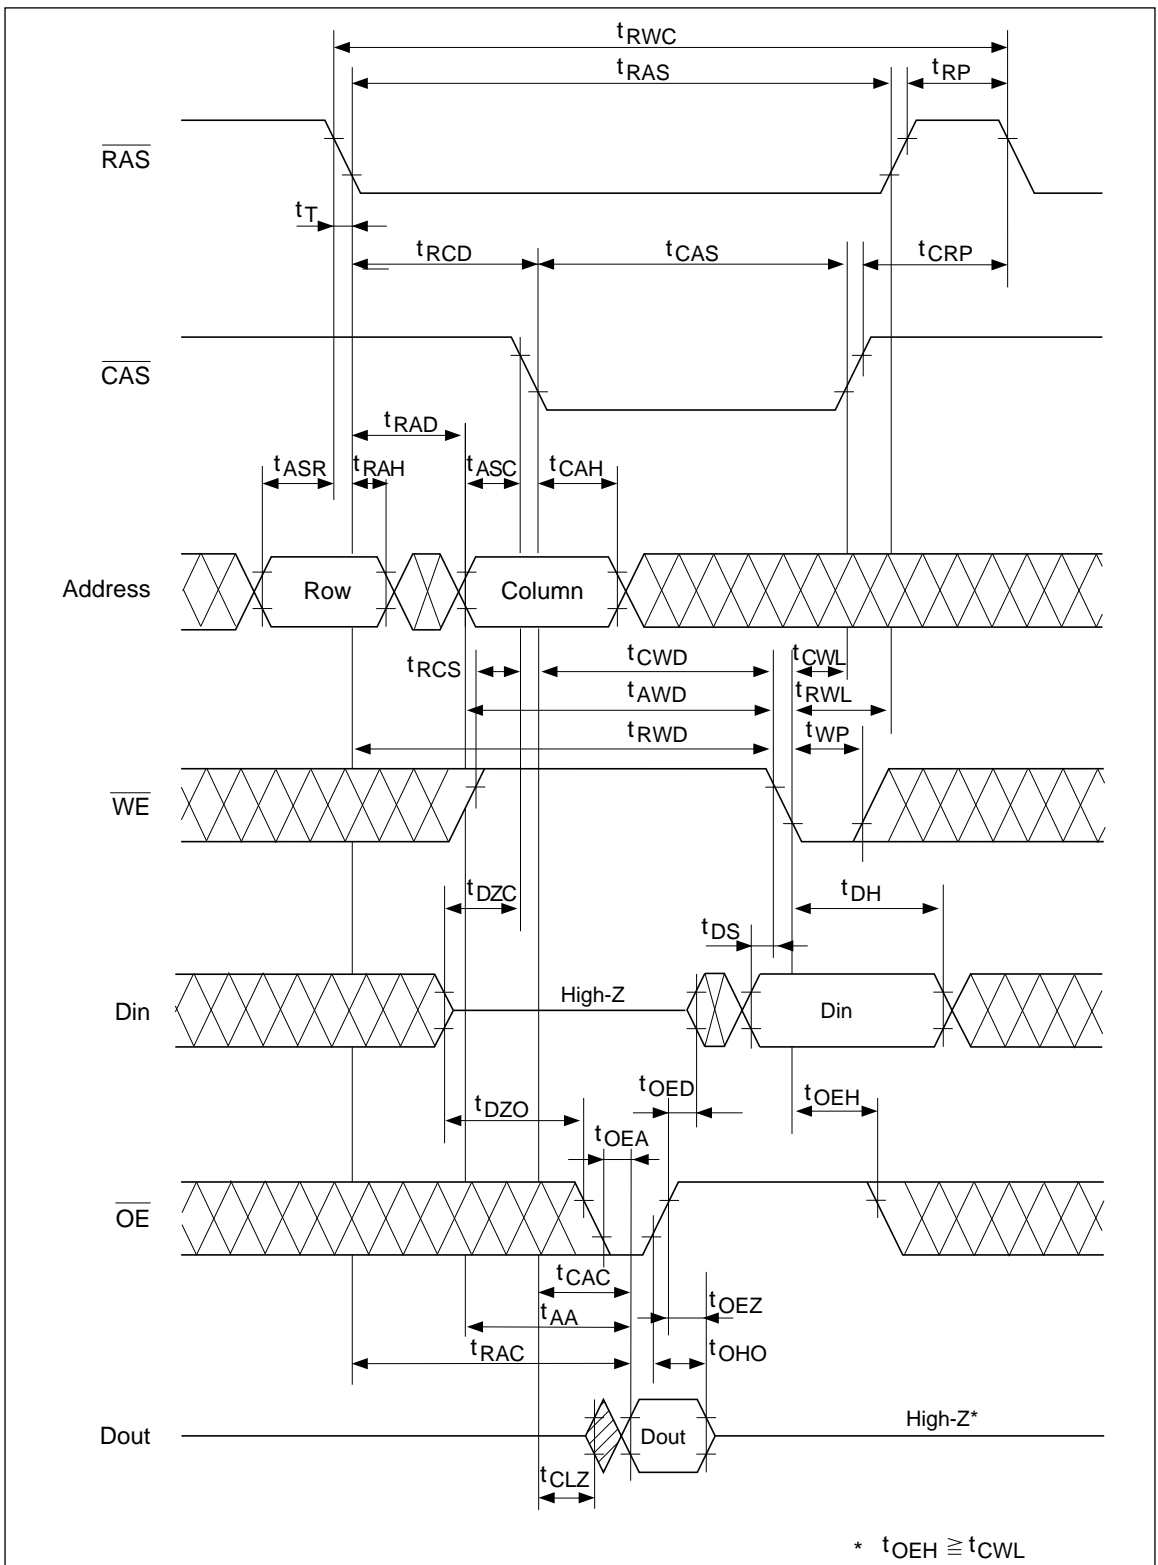 tRWC
tRAS
tRP
RAS
tT
tRCD
tCAS
tCRP
CAS
tRAD
tASR
tRAH
tASC
tCAH
Address
Row
Column
tRCS
tCWD
tCWL
tAWD
tRWL
tRWD
tWP
WE
tDZC
tDH
tDS
Din
High-Z
Din
tOED
tDZO
tOEH
tOEA
OE
tCAC
tOEZ
tAA
tRAC
tOHO
High-Z*
Dout
Dout
tCLZ
* tOEH ≧ tCWL